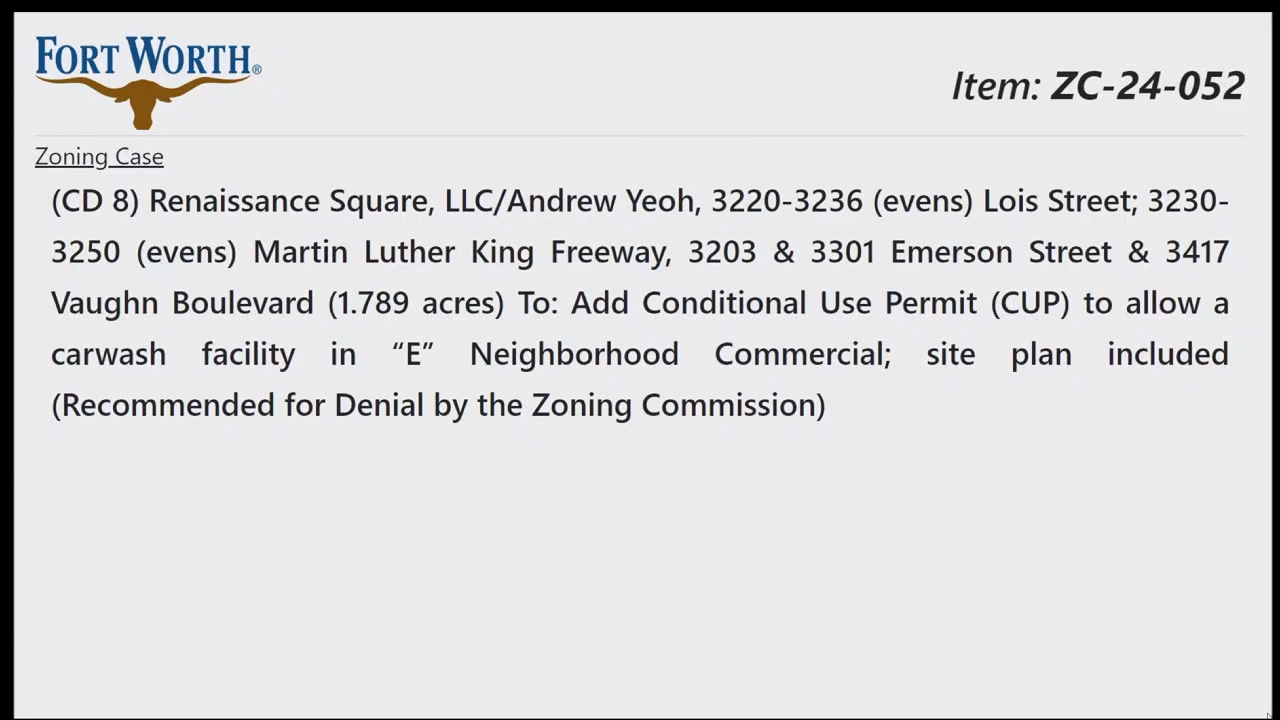 FORT WORTH®
Item: ZC-24-052
Zoning Case
(CD 8) Renaissance Square, LLC/Andrew Yeoh, 3220-3236 (evens) Lois Street; 3230-
3250 (evens) Martin Luther King Freeway, 3203 & 3301 Emerson Street & 3417
Vaughn Boulevard (1.789 acres) To: Add Conditional Use Permit (CUP) to allow a
carwash facility in “E” Neighborhood Commercial; site plan included
(Recommended for Denial by the Zoning Commission)